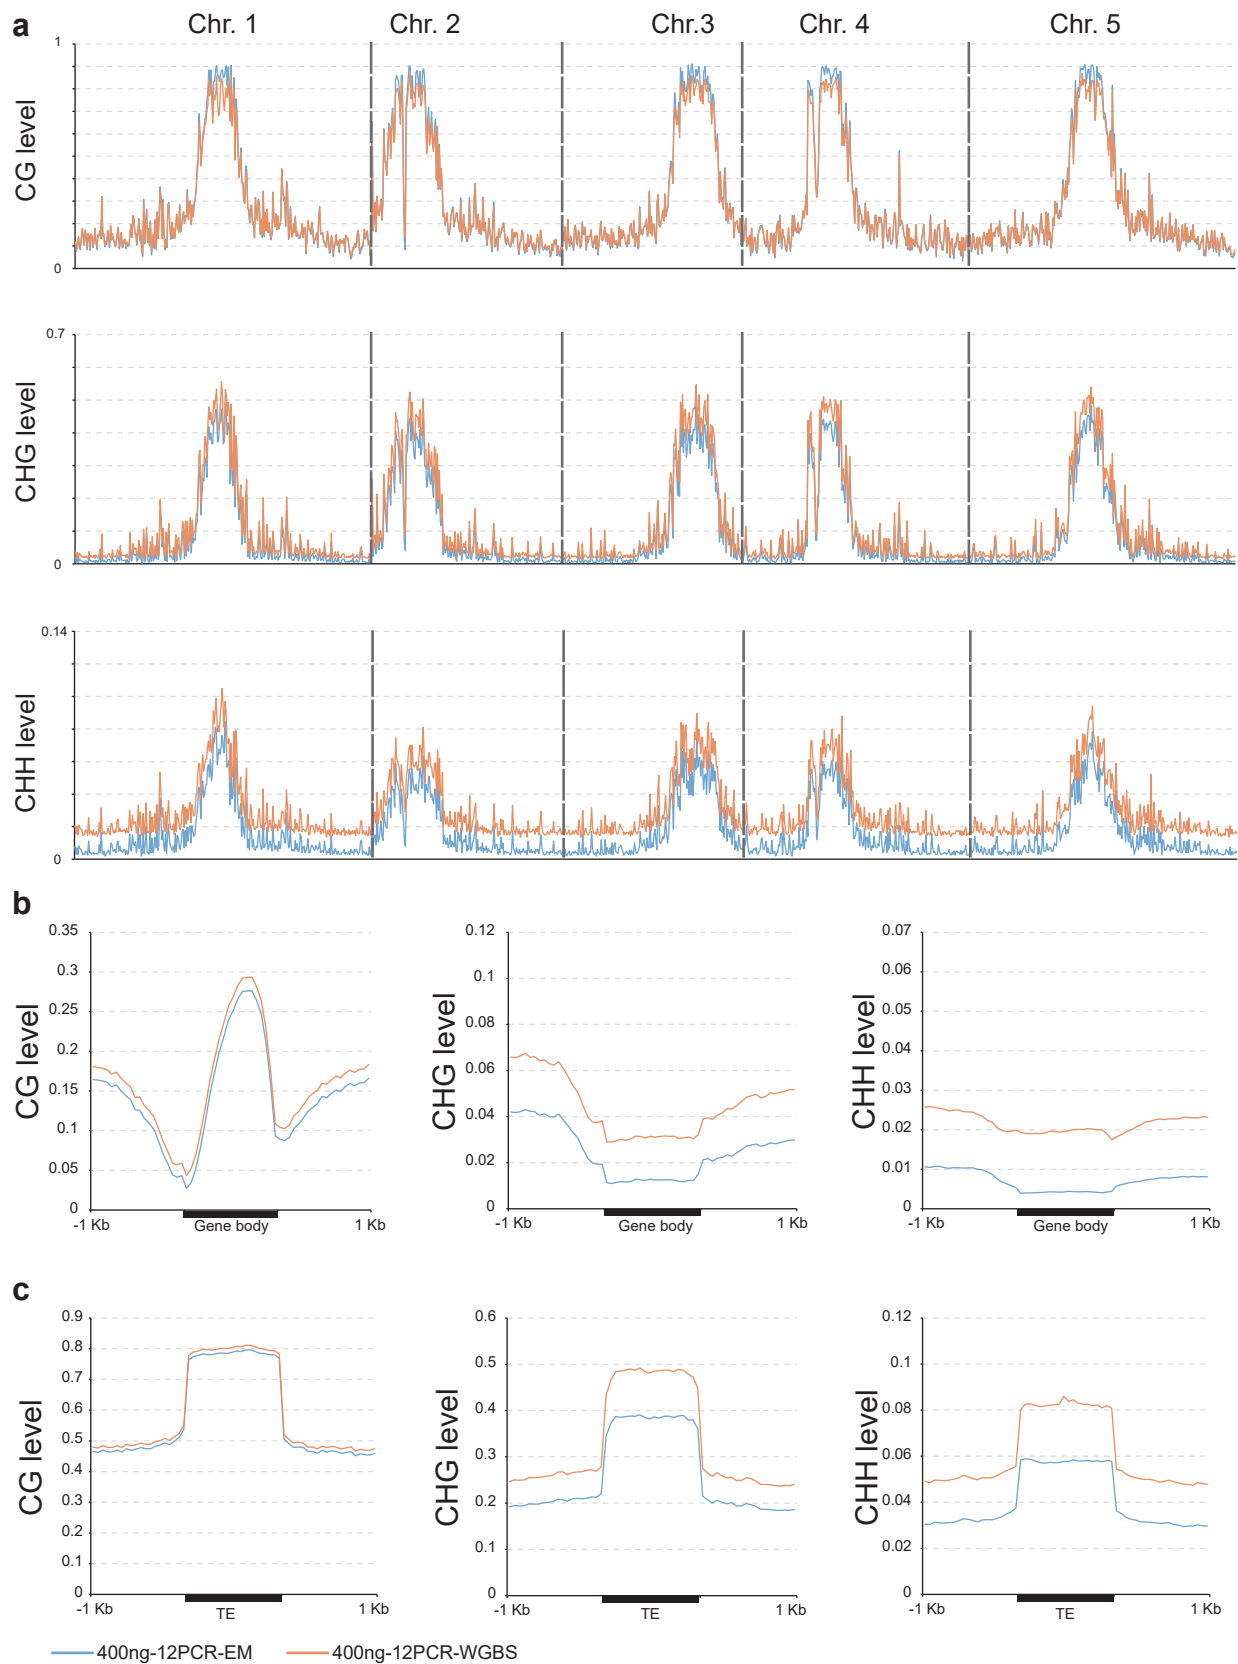 a
Chr. 1
Chr. 2
Chr.3
Chr. 4
Chr. 5
CG level
1
0
CHG level
0.7
0
CHH level
0.14
0
b
CG level
0.35
0.3
0.25
0.2
0.15
0.1
0.05
0
-1 Kb
Gene body
1 Kb
CHG level
0.12
0.1
0.08
0.06
0.04
0.02
0
-1 Kb
Gene body
1 Kb
CHH level
0.07
0.06
0.05
0.04
0.03
0.02
0.01
0
-1 Kb
Gene body
1 Kb
c
CG level
0.9
0.8
0.7
0.6
0.5
0.4
0.3
0.2
0.1
0
-1 Kb
TE
1 Kb
CHG level
0.6
0.5
0.4
0.3
0.2
0.1
0
-1 Kb
TE
1 Kb
CHH level
0.12
0.1
0.08
0.06
0.04
0.02
0
-1 Kb
TE
1 Kb
400ng-12PCR-EM
400ng-12PCR-WGBS